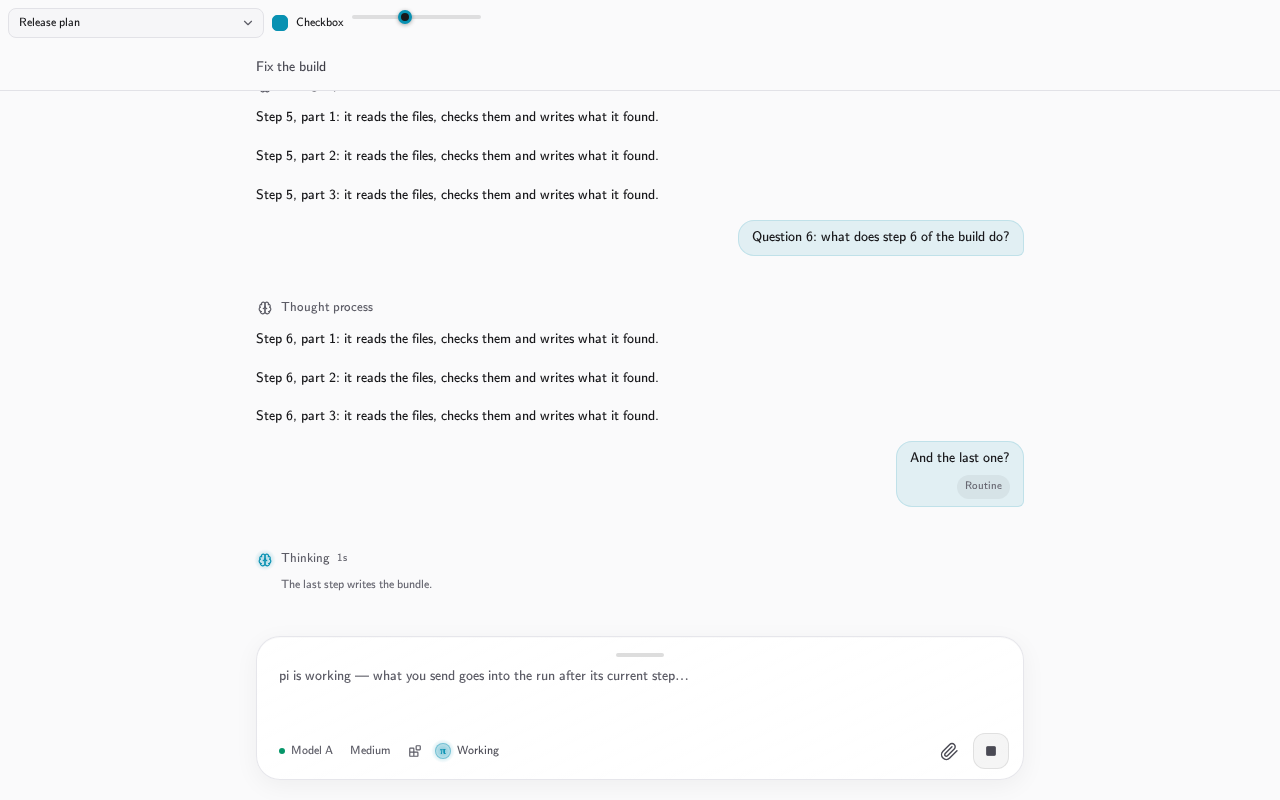 Release plan
Checkbox
Fix the build
Step 5, part 1: it reads the files, checks them and writes what it found.
Step 5, part 2: it reads the files, checks them and writes what it found.
Step 5, part 3: it reads the files, checks them and writes what it found.
Question 6: what does step 6 of the build do?
Thought process
Step 6, part 1: it reads the files, checks them and writes what it found.
Step 6, part 2: it reads the files, checks them and writes what it found.
Step 6, part 3: it reads the files, checks them and writes what it found.
And the last one?
Routine
Thinking 1s
The last step writes the bundle.
pi is working — what you send goes into the run after its current step…
Model A Medium π Working